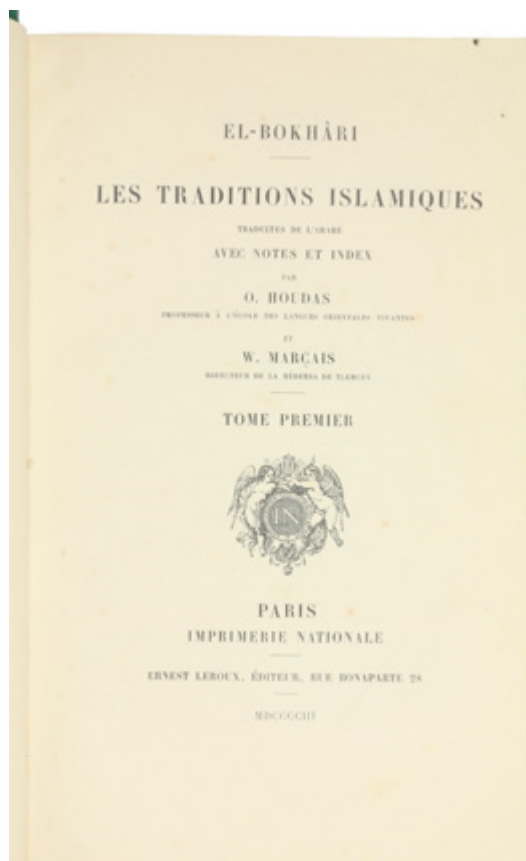 EL-BOKHÂRI
LES TRADITIONS ISLAMIQUES
TRADUITES DE L'ARABE
AVEC NOTES ET INDEX
PAR
O. HOUDAS
PROFESSEUR À L'ÉCOLE DES LANGUES ORIENTALES VIVANTES
ET
W. MARÇAIS
DIRECTEUR DE LA MÉDERSA DE TLEMCEN
TOME PREMIER
IN
PARIS
IMPRIMERIE NATIONALE
ERNEST LEROUX, ÉDITEUR, RUE BONAPARTE 28
MDCCCCIII